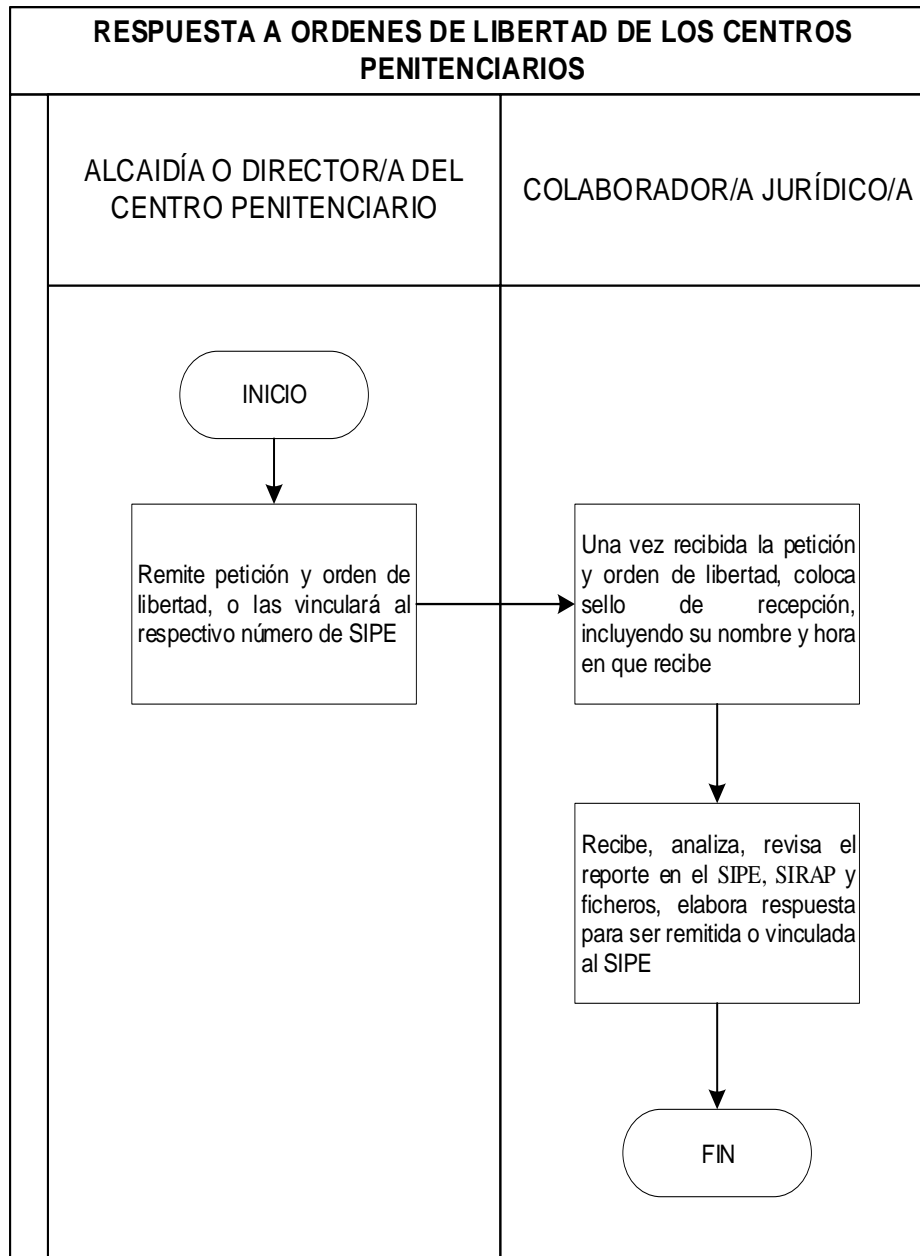 RESPUESTA A ORDENES DE LIBERTAD DE LOS CENTROS
PENITENCIARIOS
ALCAIDÍA O DIRECTOR/A DEL
CENTRO PENITENCIARIO
COLABORADOR/A JURÍDICO/A
INICIO
Remite petición y orden de
libertad, o las vinculará al
respectivo número de SIPE
Una vez recibida la petición
y orden de libertad, coloca
sello de recepción,
incluyendo su nombre y hora
en que recibe
Recibe, analiza, revisa el
reporte en el SIPE, SIRAP y
ficheros, elabora respuesta
para ser remitida o vinculada
al SIPE
FIN